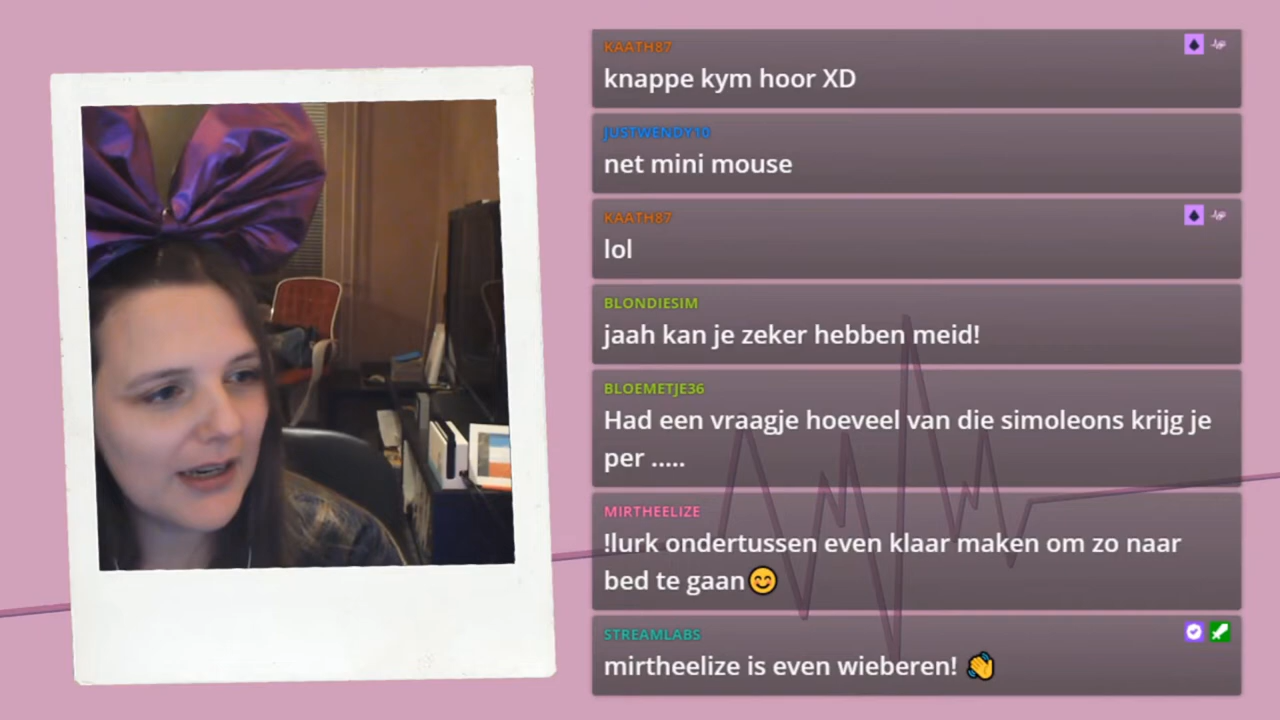 KAATH87
knappe kym hoor XD
JUSTWENDY10
net mini mouse
KAATH87
lol
BLONDIESIM
jaah kan je zeker hebben meid!
BLOEMETJE36
Had een vraagje hoeveel van die simoleons krijg je
per .....
MIRTHEELIZE
!lurk ondertussen even klaar maken om zo naar
bed te gaan😊
STREAMLABS
mirtheelize is even wieberen! 👏